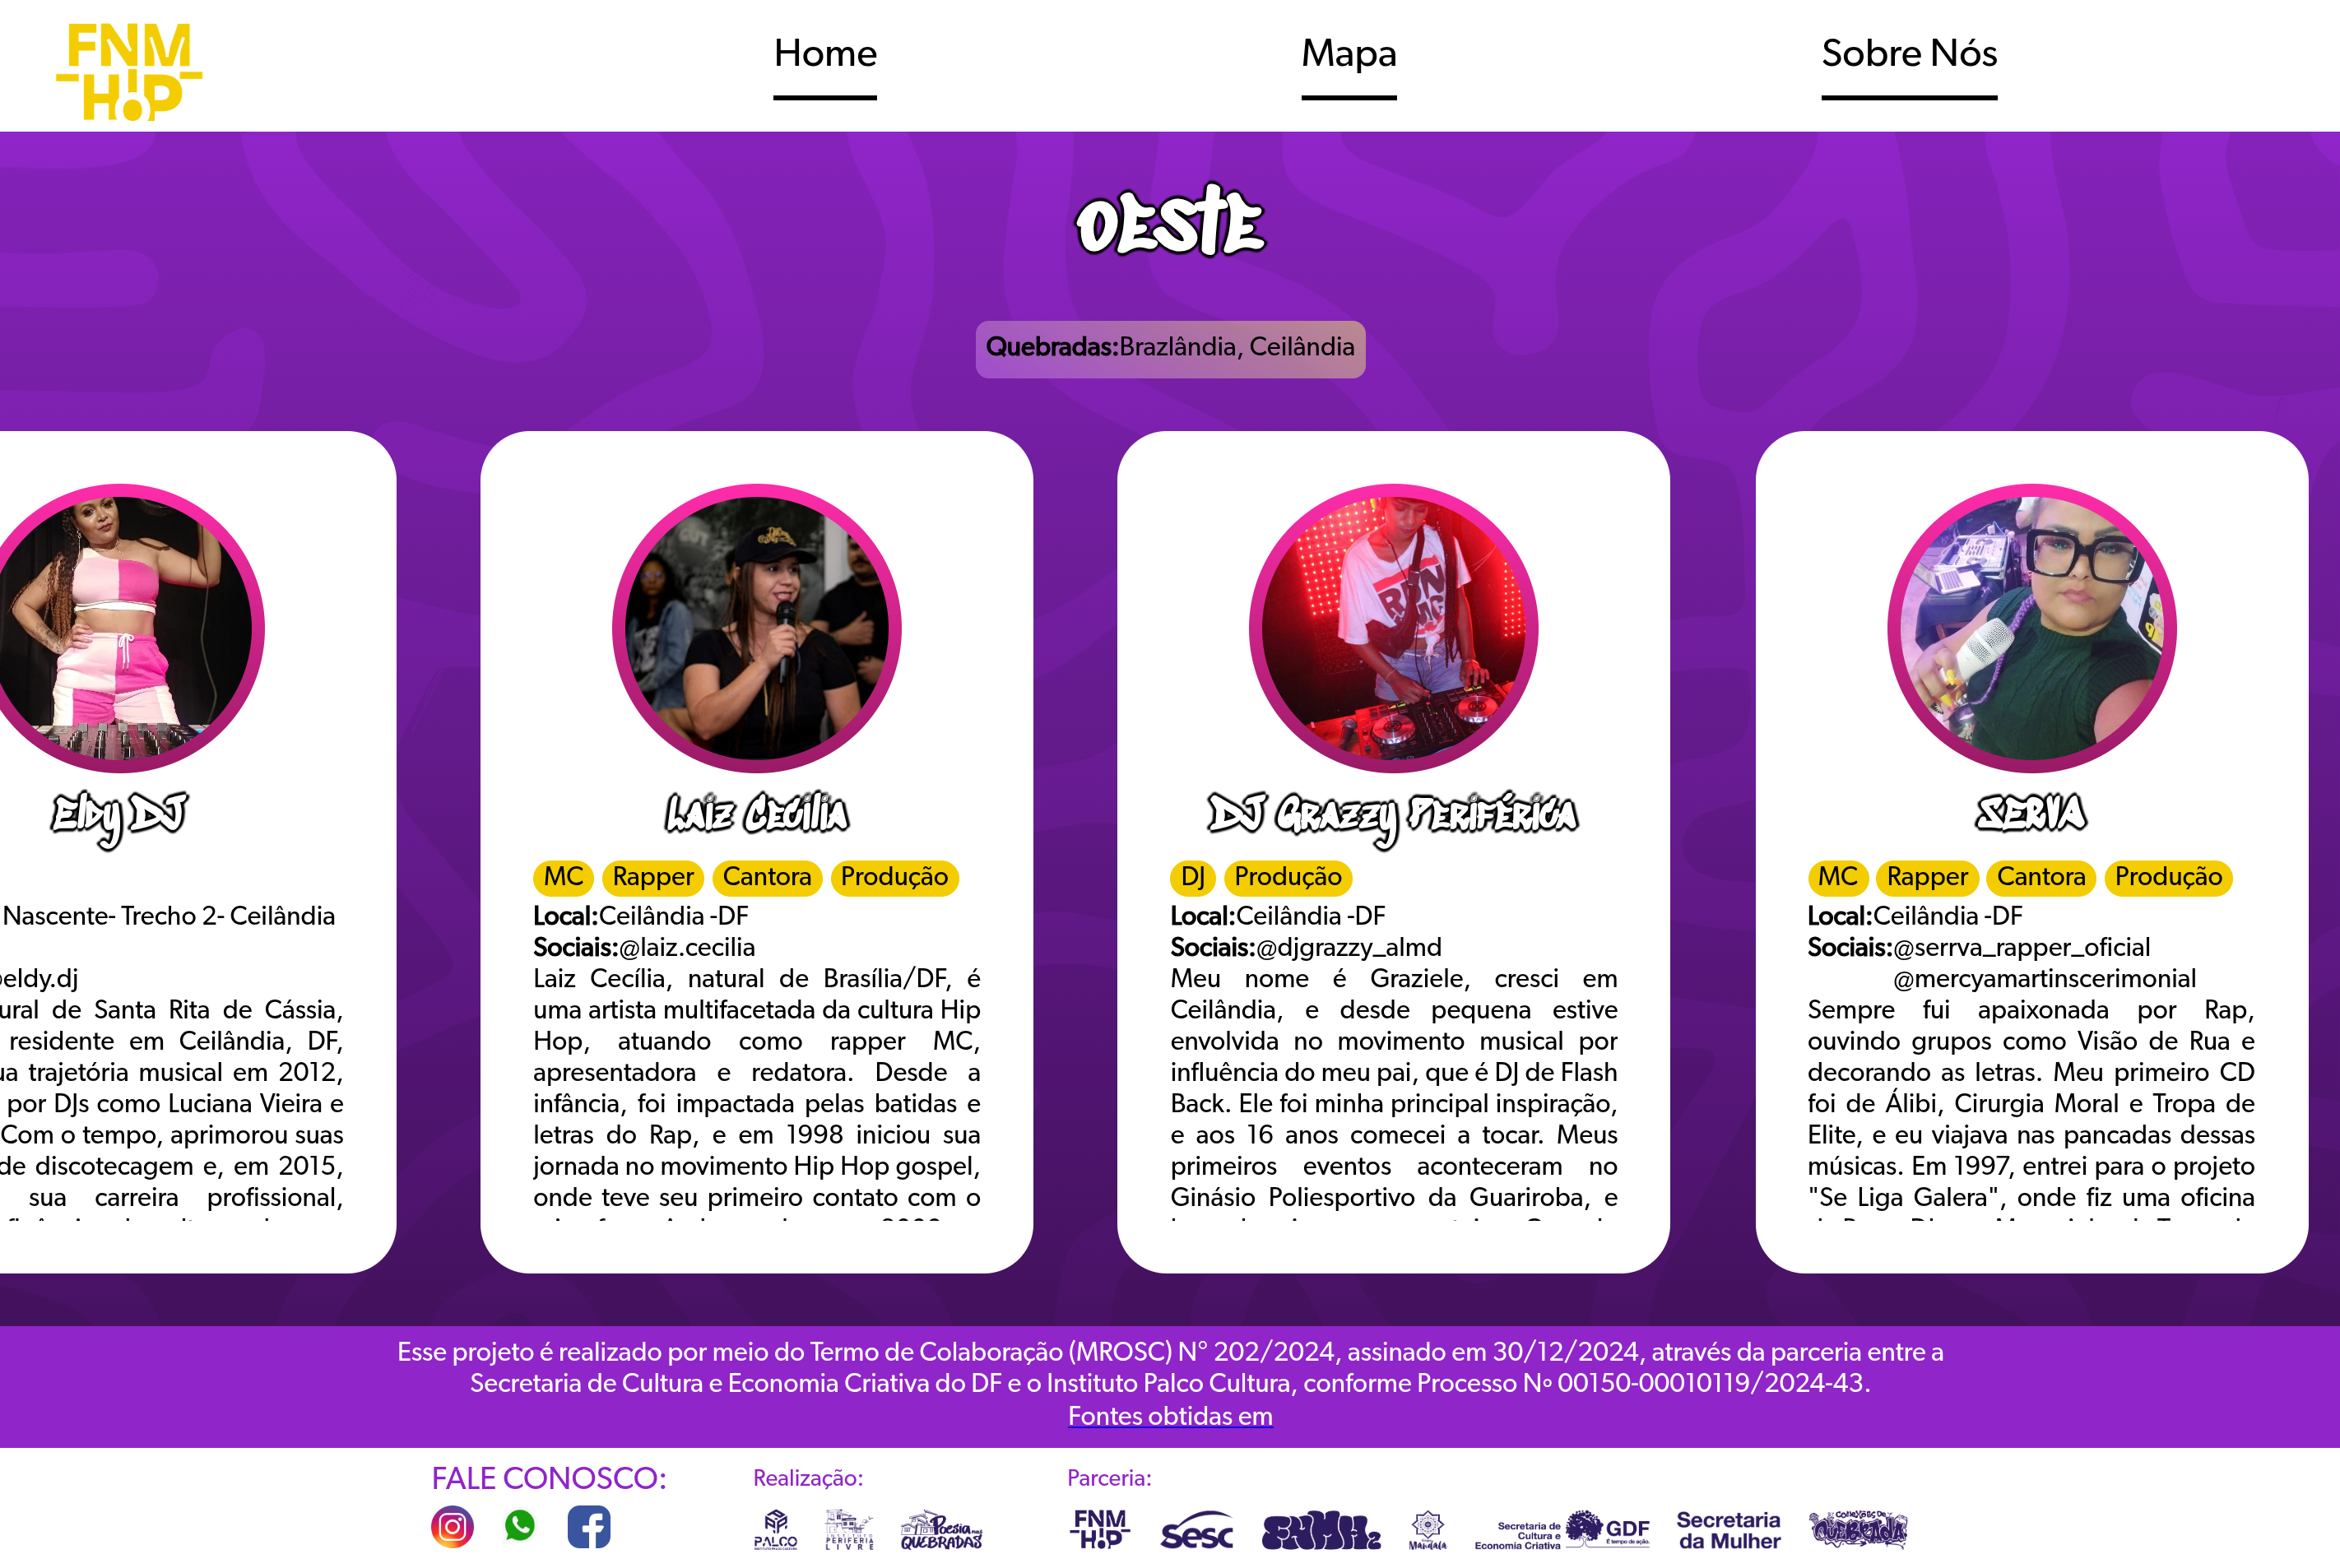 FNM
H!P
Home
Mapa
Sobre Nós
OESTE
Quebradas:Brazlândia, Ceilândia
Eldy DJ
Nascente- Trecho 2- Ceilândia
eldy.dj
ural de Santa Rita de Cássia,
residente em Ceilândia, DF,
ua trajetória musical em 2012,
por DJs como Luciana Vieira e
Com o tempo, aprimorou suas
de discotecagem e, em 2015,
sua carreira profissional,
Laiz Cecília
MC Rapper Cantora Produção
Local:Ceilândia -DF
Sociais:@laiz.cecilia
Laiz Cecília, natural de Brasília/DF, é
uma artista multifacetada da cultura Hip
Hop, atuando como rapper MC,
apresentadora e redatora. Desde a
infância, foi impactada pelas batidas e
letras do Rap, e em 1998 iniciou sua
jornada no movimento Hip Hop gospel,
onde teve seu primeiro contato com o
DJ Grazzy Periférica
DJ Produção
Local:Ceilândia -DF
Sociais:@djgrazzy_almd
Meu nome é Graziele, cresci em
Ceilândia, e desde pequena estive
envolvida no movimento musical por
influência do meu pai, que é DJ de Flash
Back. Ele foi minha principal inspiração,
e aos 16 anos comecei a tocar. Meus
primeiros eventos aconteceram no
Ginásio Poliesportivo da Guariroba, e
SERVA
MC Rapper Cantora Produção
Local:Ceilândia -DF
Sociais:@serrva_rapper_oficial
@mercyamartinscerimonial
Sempre fui apaixonada por Rap,
ouvindo grupos como Visão de Rua e
decorando as letras. Meu primeiro CD
foi de Álibi, Cirurgia Moral e Tropa de
Elite, e eu viajava nas pancadas dessas
músicas. Em 1997, entrei para o projeto
"Se Liga Galera", onde fiz uma oficina
Esse projeto é realizado por meio do Termo de Colaboração (MROSC) N° 202/2024, assinado em 30/12/2024, através da parceria entre a
Secretaria de Cultura e Economia Criativa do DF e o Instituto Palco Cultura, conforme Processo Nº 00150-00010119/2024-43.
Fontes obtidas em
FALE CONOSCO:
Realização:
PALCO
INSTITUTO
PERIFERIA
LIVRE
Poesia nas
QUEBRADAS
Parceria:
FNM
H!P
Sesc
FNMH2
Mandala
Secretaria de
Cultura e
Economia Criativa
GDF
É tempo de ação.
Secretaria
da Mulher
CONEXÕES DE
QUEBRADA